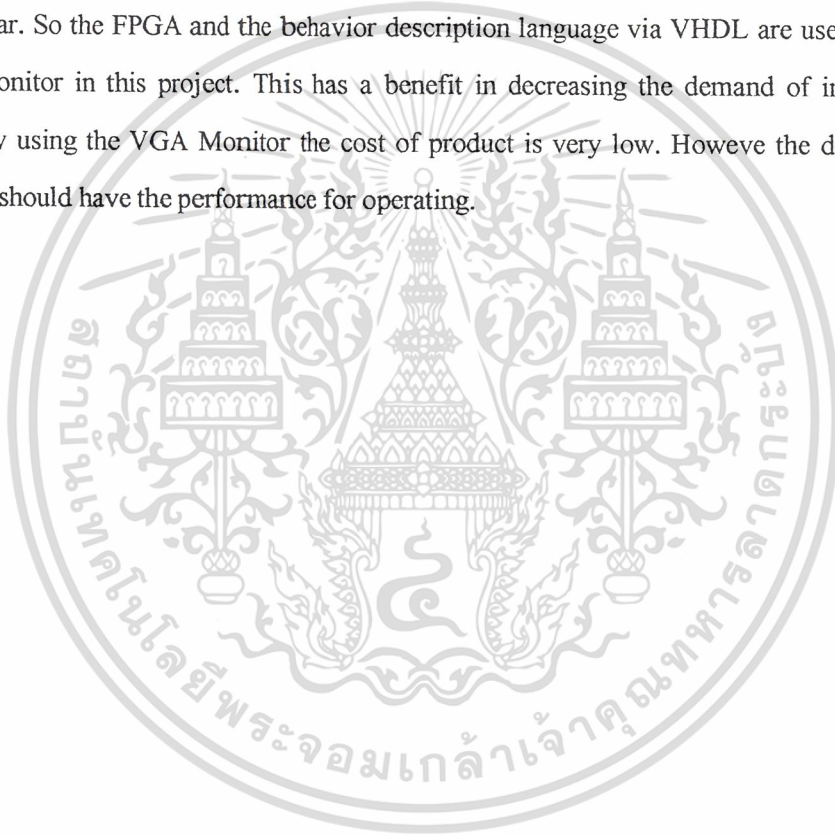 ar. So the FPGA and the behavior description language via VHDL are use
onitor in this project. This has a benefit in decreasing the demand of in
y using the VGA Monitor the cost of product is very low. Howeve the d
should have the performance for operating.
สถาบันเทคโนโลยีพระจอมเกล้าเจ้าคุณทหารลาดกระบัง